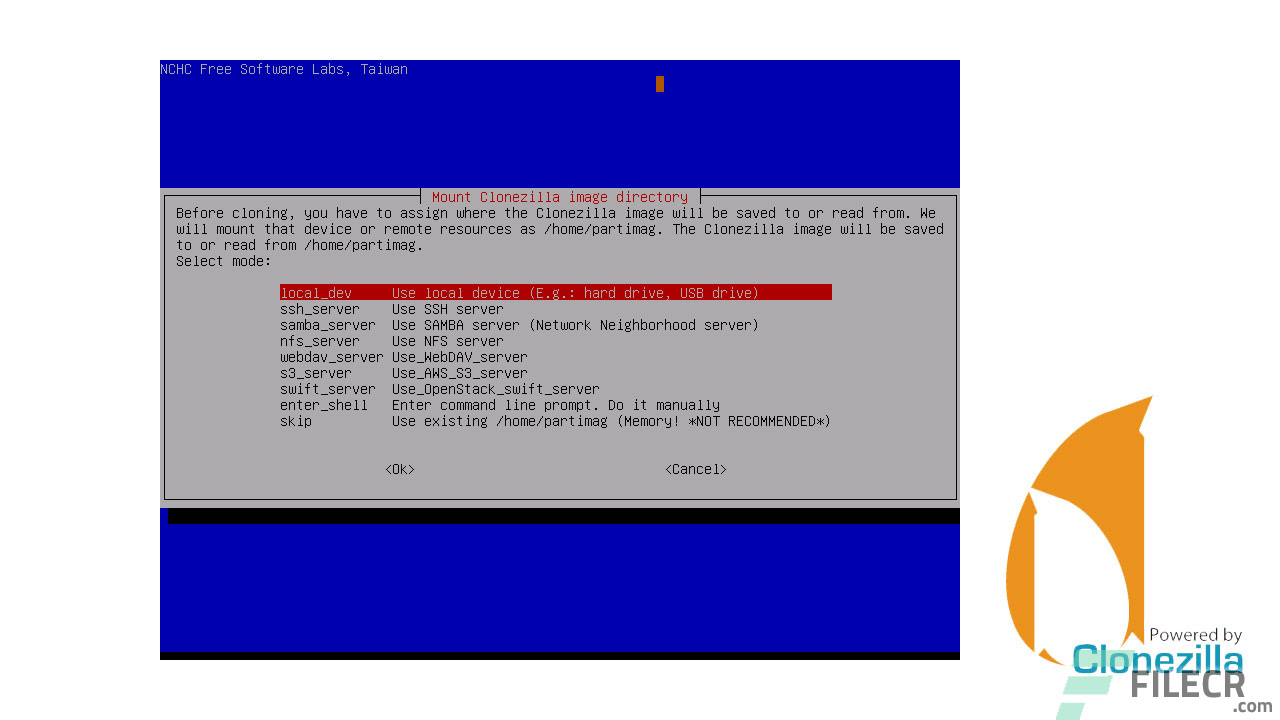 NCHC Free Software Labs, Taiwan
Mount Clonezilla image directory
Before cloning, you have to assign where the Clonezilla image will be saved to or read from. We
will mount that device or remote resources as /home/partimag. The Clonezilla image will be saved
to or read from /home/partimag.
Select mode:
local_dev Use local device (E.g.: hard drive, USB drive)
ssh_server Use SSH server
samba_server Use SAMBA server (Network Neighborhood server)
nfs_server Use NFS server
webdav_server Use_WebDAV_server
s3_server Use_AWS_S3_server
swift_server Use_OpenStack_swift_server
enter_shell Enter command line prompt. Do it manually
skip Use existing /home/partimag (Memory! *NOT RECOMMENDED*)
<Ok> <Cancel>
Powered by
Clonezilla
FILECR
.com